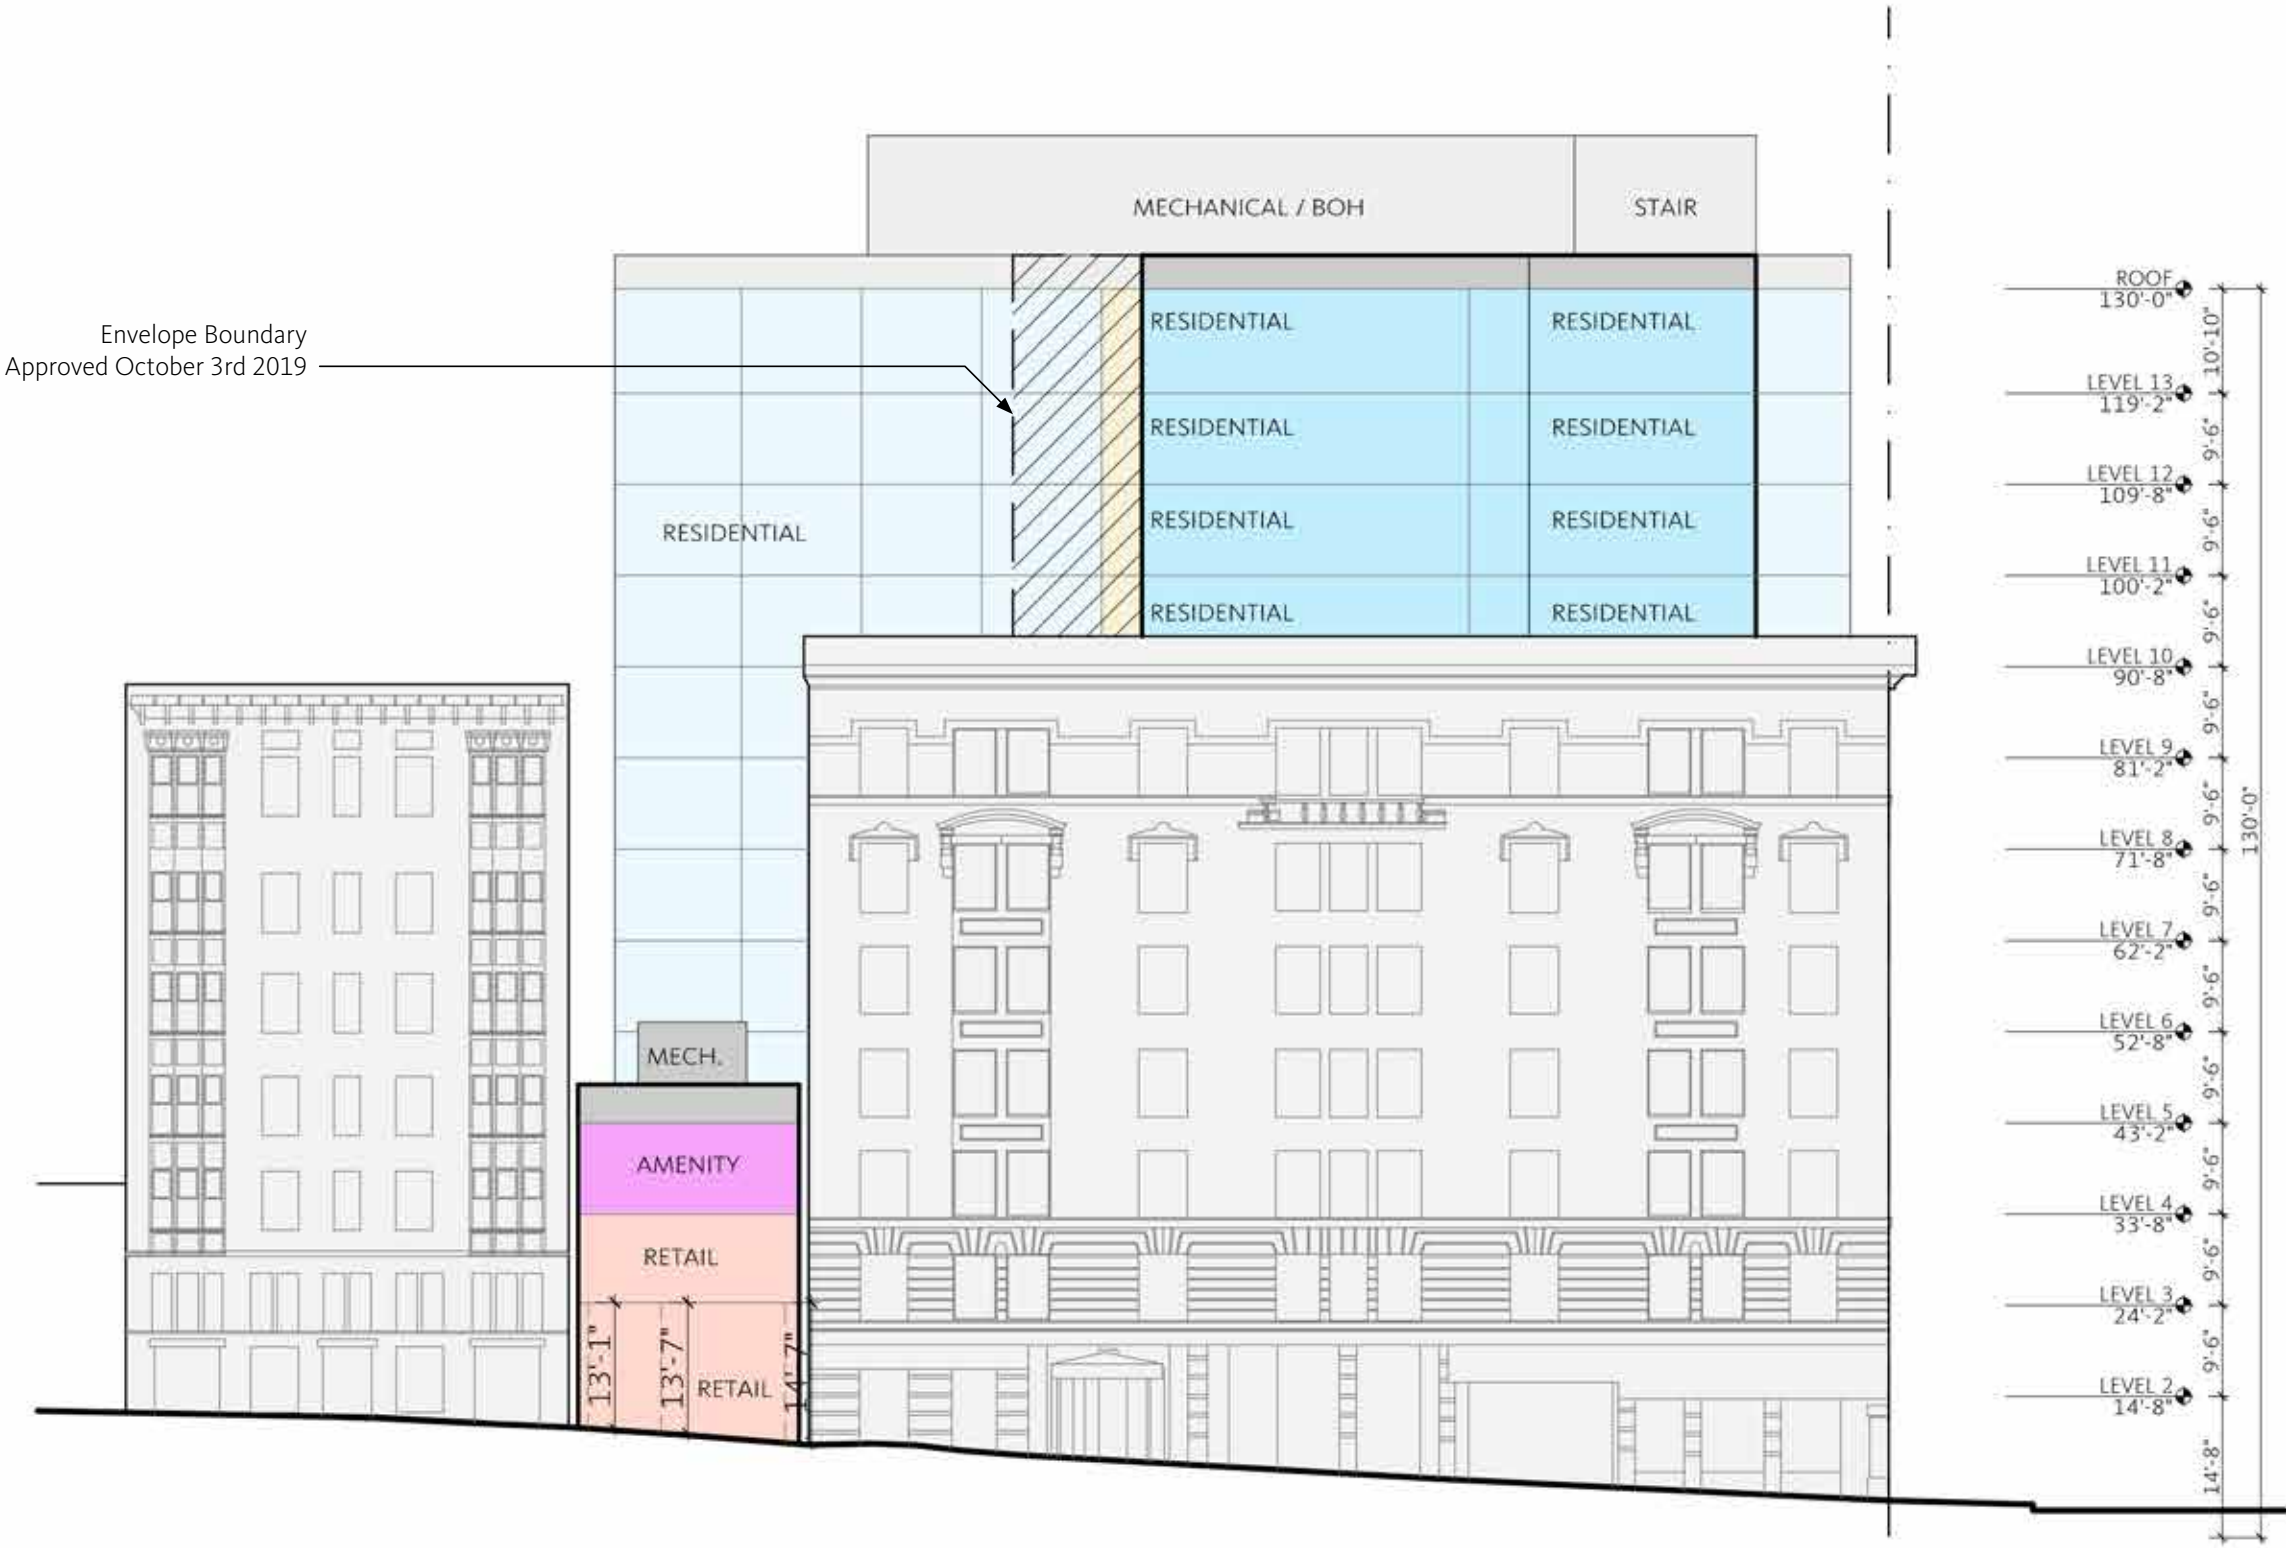 MECHANICAL / BOH
STAIR
Envelope Boundary
Approved October 3rd 2019
RESIDENTIAL
RESIDENTIAL
RESIDENTIAL
RESIDENTIAL
RESIDENTIAL
RESIDENTIAL
RESIDENTIAL
RESIDENTIAL
RESIDENTIAL
MECH.
AMENITY
RETAIL
RETAIL
13'-1"
13'-7"
14'-7"
ROOF
130'-0"
10'-10"
LEVEL 13
119'-2"
9'-6"
LEVEL 12
109'-8"
9'-6"
LEVEL 11
100'-2"
9'-6"
LEVEL 10
90'-8"
9'-6"
LEVEL 9
81'-2"
9'-6"
LEVEL 8
71'-8"
9'-6"
LEVEL 7
62'-2"
9'-6"
LEVEL 6
52'-8"
9'-6"
LEVEL 5
43'-2"
9'-6"
LEVEL 4
33'-8"
9'-6"
LEVEL 3
24'-2"
9'-6"
LEVEL 2
14'-8"
14'-8"
130'-0"